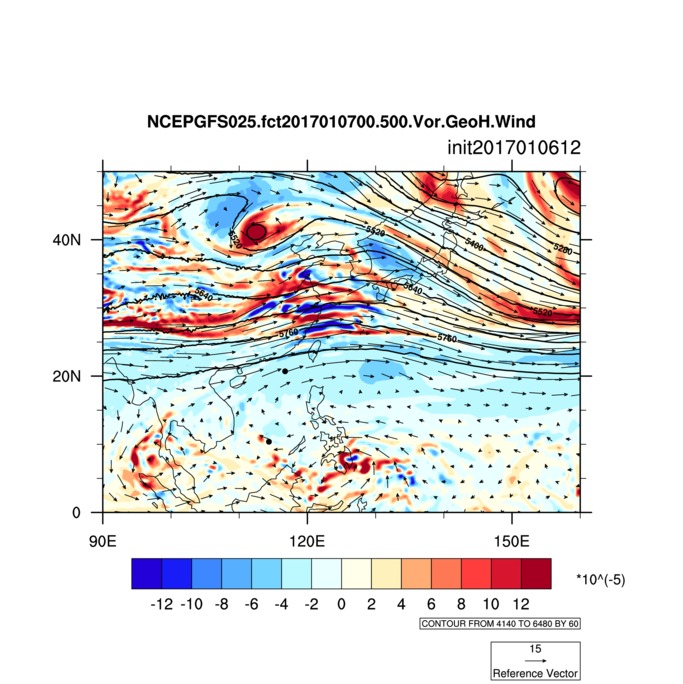 NCEPGFS025.fct2017010700.500.Vor.GeoH.Wind
init2017010612
5520
5520
5400
5280
5640
5640
5520
5760
5760
40N
20N
0
90E 120E 150E
-12 -10 -8 -6 -4 -2 0 2 4 6 8 10 12
*10^(-5)
CONTOUR FROM 4140 TO 6480 BY 60
15
Reference Vector